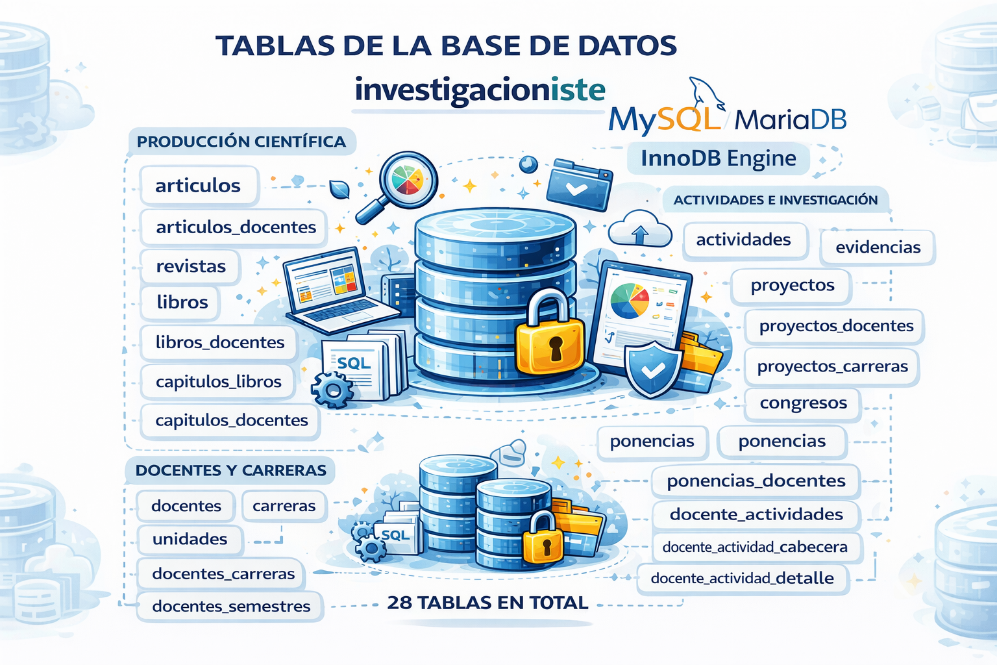 TABLAS DE LA BASE DE DATOS
investigacioniste
MySQL / MariaDB
InnoDB Engine
PRODUCCIÓN CIENTÍFICA
articulos
articulos_docentes
revistas
libros
libros_docentes
capitulos_libros
capitulos_docentes
SQL
ACTIVIDADES E INVESTIGACIÓN
actividades
evidencias
proyectos
proyectos_docentes
proyectos_carreras
congresos
ponencias
ponencias
ponencias_docentes
docente_actividades
docente_actividad_cabecera
docente_actividad_detalle
DOCENTES Y CARRERAS
docentes
carreras
unidades
docentes_carreras
docentes_semestres
SQL
28 TABLAS EN TOTAL